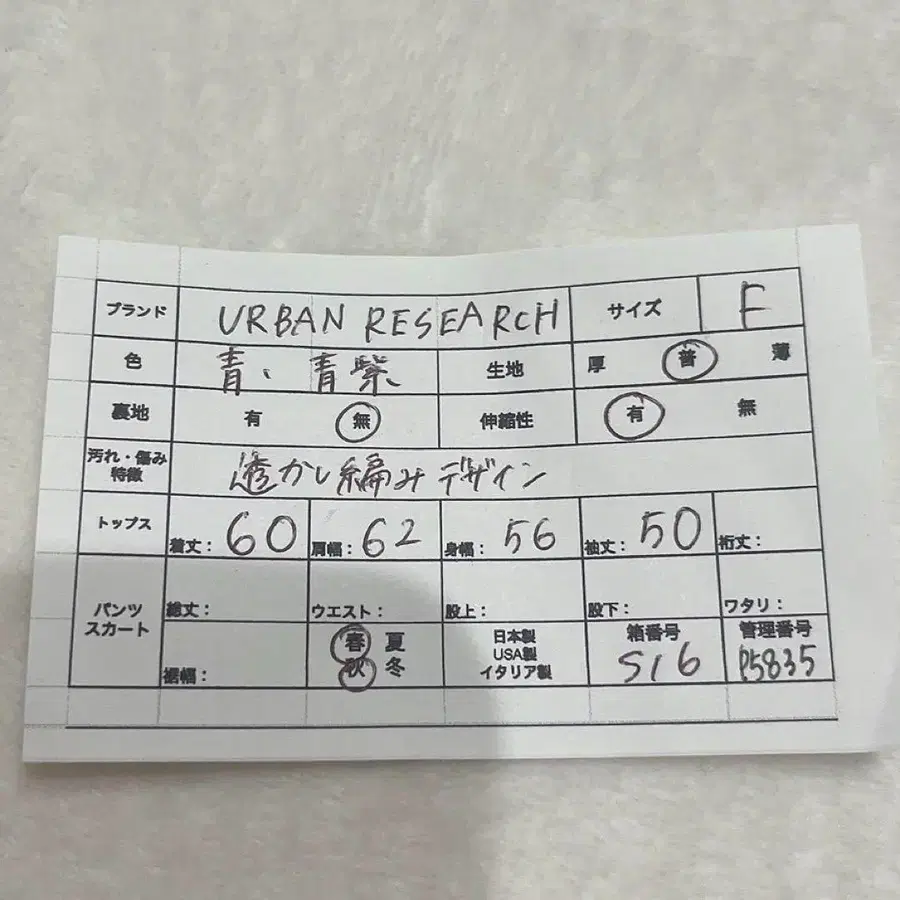 ブランド URBAN RESEARCH サイズ F
色 青、青紫 生地 厚 普 薄
裏地 有 無 伸縮性 有 無
汚れ・傷み 特徴 透かし編みデザイン
トップス 着丈: 60 肩幅: 62 身幅: 56 袖丈: 50 裄丈:
パンツ スカート 総丈: ウエスト: 股上: 股下: ワタリ:
裾幅: 春 夏 秋 冬 日本製 USA製 イタリア製 箱番号 S16 管理番号 P5835